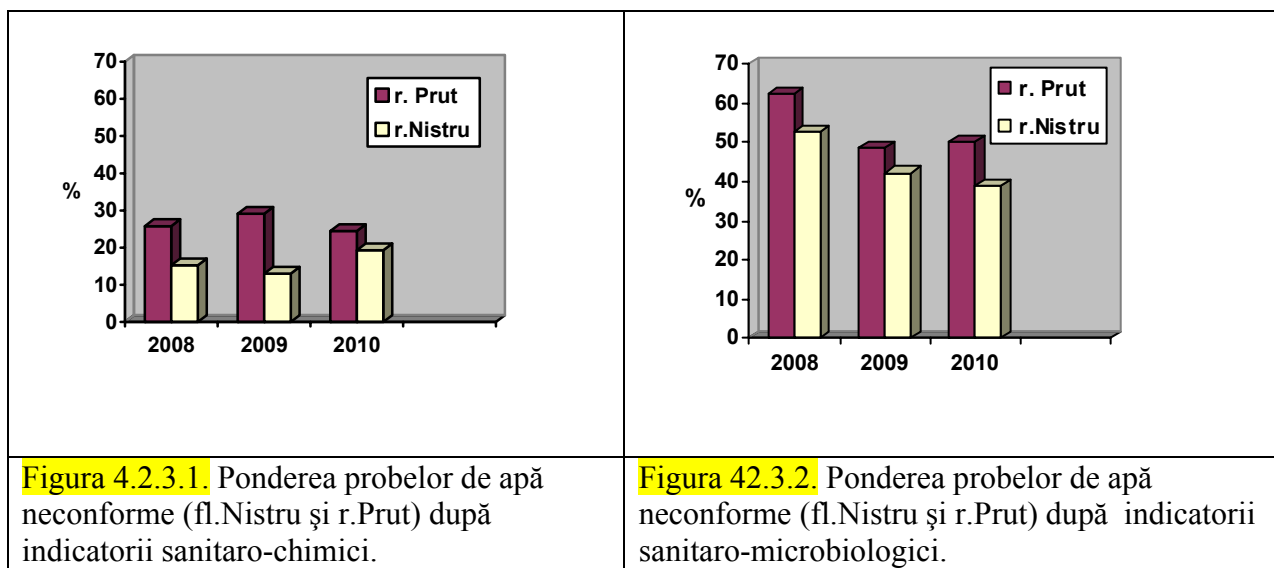 70
60
50
40
30
20
10
0
%
r. Prut
r.Nistru
2008 2009 2010
70
60
50
40
30
20
10
0
%
r. Prut
r.Nistru
2008 2009 2010
Figura 4.2.3.1. Ponderea probelor de apă
neconforme (fl.Nistru şi r.Prut) după
indicatorii sanitaro-chimici.
Figura 42.3.2. Ponderea probelor de apă
neconforme (fl.Nistru şi r.Prut) după indicatorii
sanitaro-microbiologici.